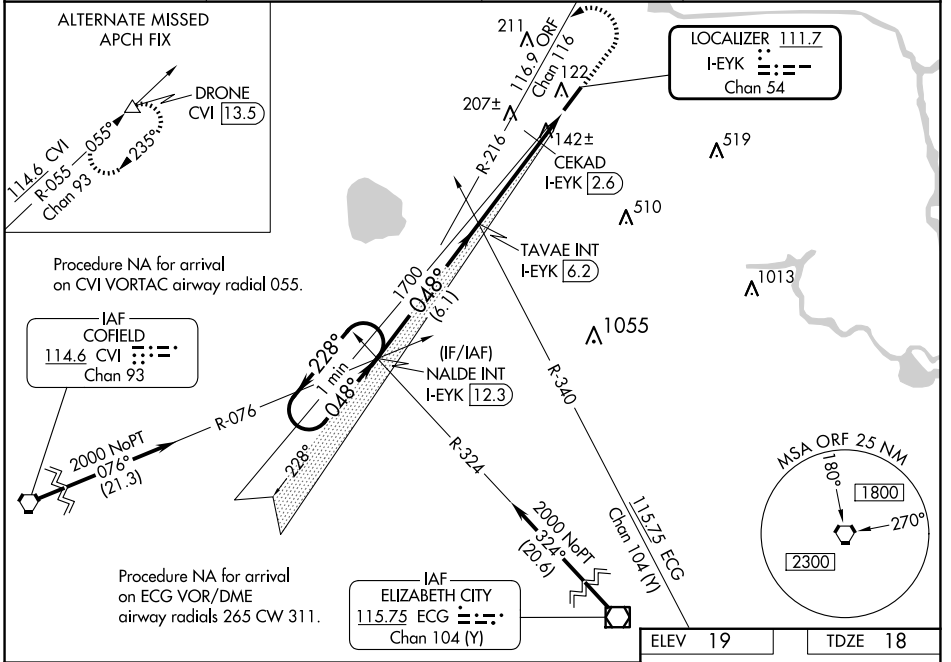 ALTERNATE MISSED
APCH FIX
DRONE
CVI 13.5
114.6 CVI
R-055
Chan 93
055°
235°
211
116.9 ORF
Chan 116
R-216
122
207±
142±
LOCALIZER 111.7
I-EYK
Chan 54
CEKAD
I-EYK 2.6
519
510
TAVAE INT
I-EYK 6.2
1013
1055
Procedure NA for arrival
on CVI VORTAC airway radial 055.
1700
048°
(6.1)
IAF
COFIELD
114.6 CVI
Chan 93
228°
1 min
048°
(IF/IAF)
NALDE INT
I-EYK 12.3
R-340
R-076
2000 NoPT
076°
(21.3)
228°
R-324
2000 NoPT
324°
(20.6)
115.75 ECG
Chan 104 (Y)
MSA ORF 25 NM
180°
1800
270°
2300
Procedure NA for arrival
on ECG VOR/DME
airway radials 265 CW 311.
IAF
ELIZABETH CITY
115.75 ECG
Chan 104 (Y)
ELEV 19
TDZE 18